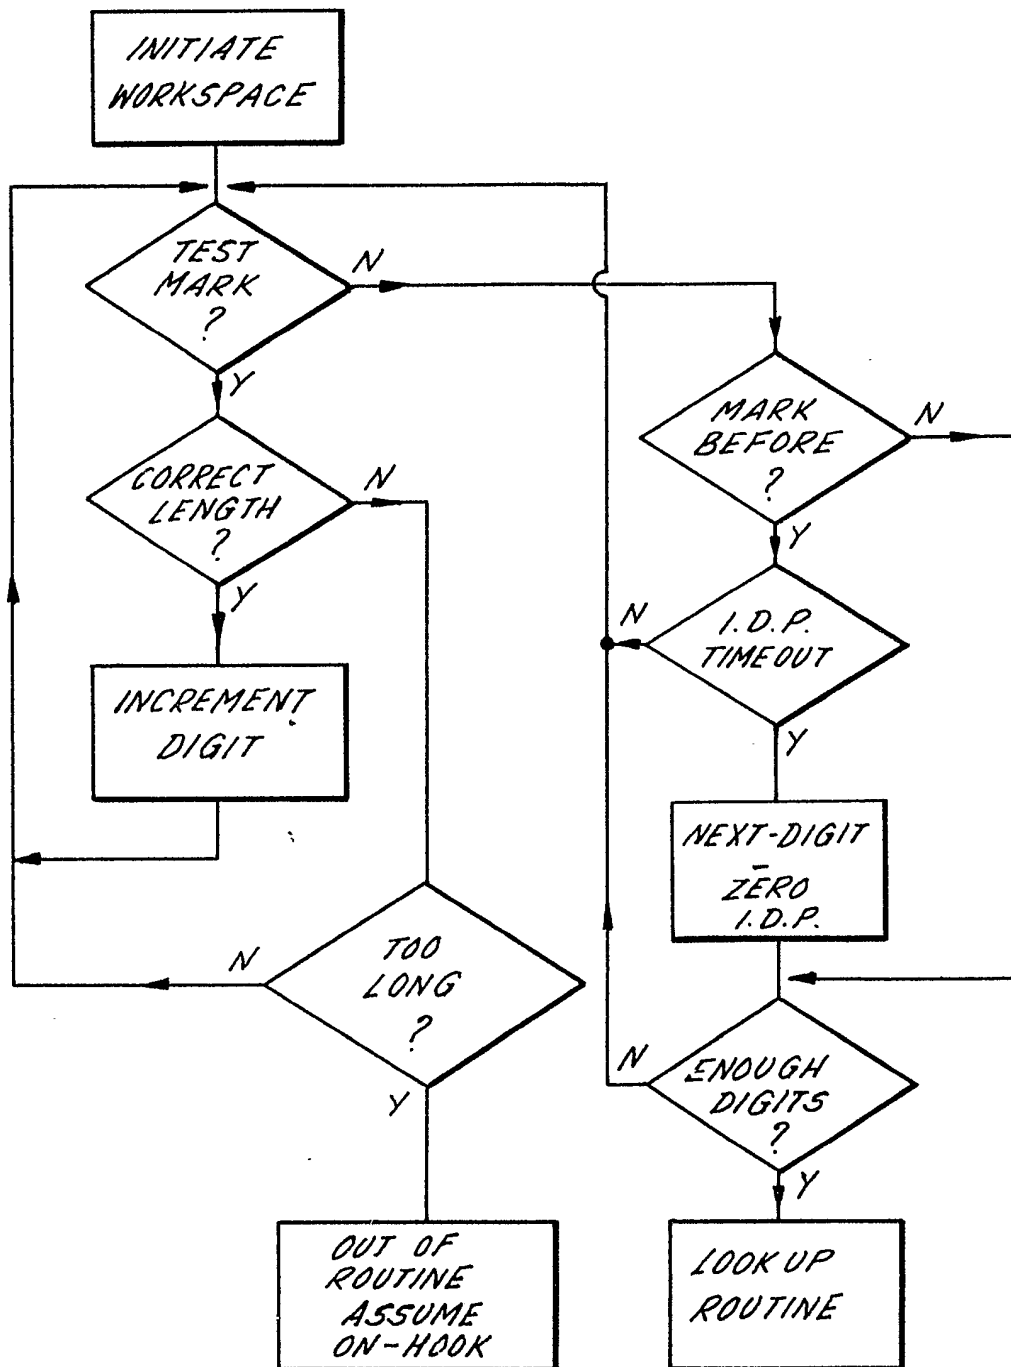 INITIATE
WORKSPACE
TEST
MARK
?
N
Y
MARK
BEFORE
?
N
Y
CORRECT
LENGTH
?
N
Y
I.D.P.
TIMEOUT
N
Y
INCREMENT
DIGIT
NEXT-DIGIT
ZERO
I.D.P.
TOO
LONG
?
N
Y
ENOUGH
DIGITS
?
N
Y
OUT OF
ROUTINE
ASSUME
ON-HOOK
LOOK UP
ROUTINE